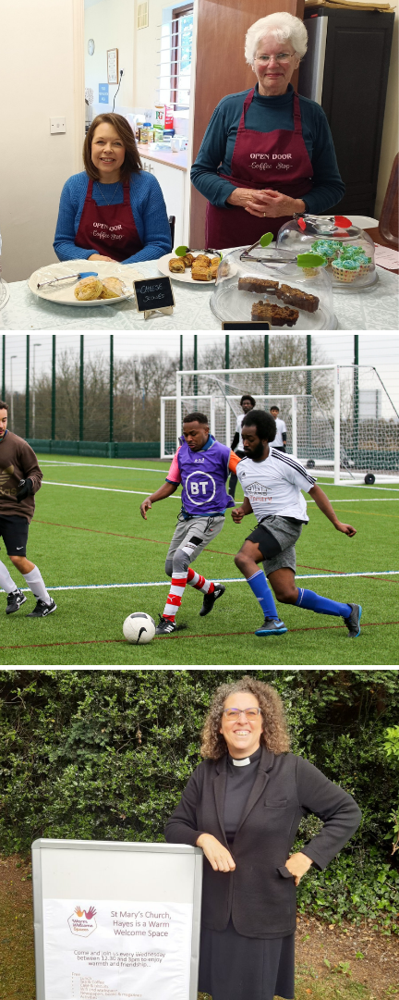 OPEN DOOR
Coffee Stop
OPEN DOOR
Coffee Stop
CHEESE
SCONES
PG
BT
Warm
Welcome
Spaces
St Mary's Church,
Hayes is a Warm
Welcome Space
Come and join us every Wednesday
between 12:30 and 3pm to enjoy
warmth and friendship...